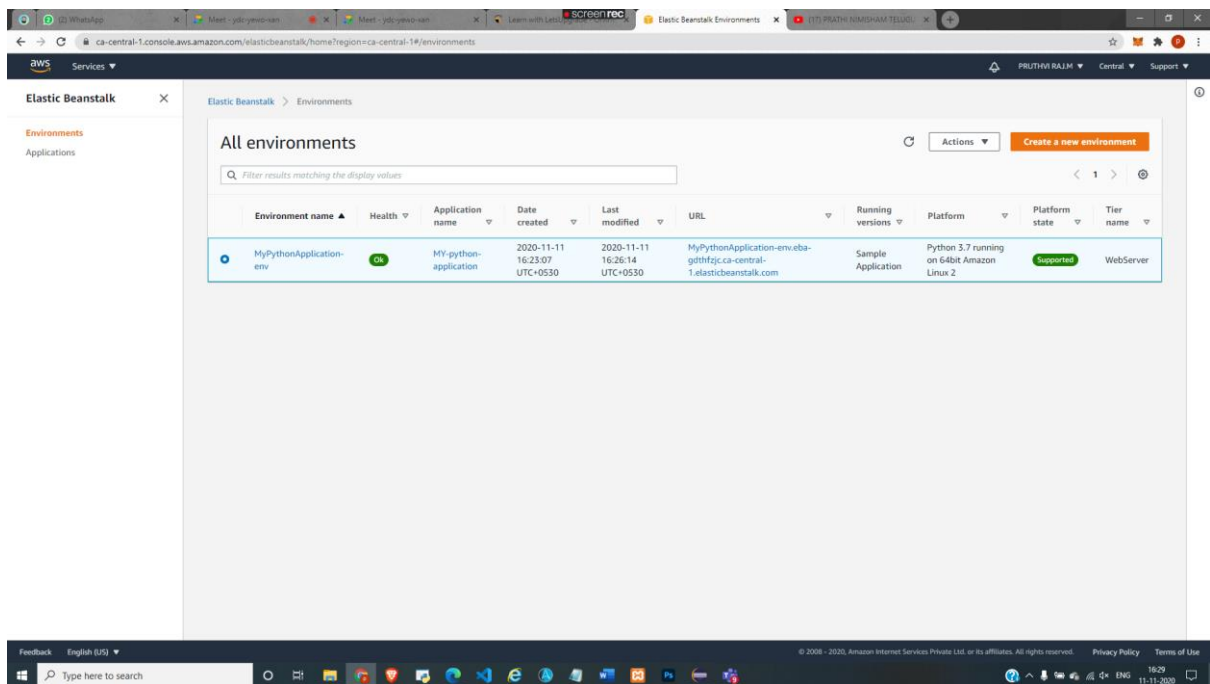 (2) WhatsApp
Meet - ydc-yewo-xan
Meet - ydc-yewo-xan
screenrec
Elastic Beanstalk Environments
(17) PRATHI NIMISHAM TELUGU
ca-central-1.console.aws.amazon.com/elasticbeanstalk/home?region=ca-central-1#/environments
P
aws
Services
PRUTHVI RAJ.M
Central
Support
Elastic Beanstalk
Elastic Beanstalk > Environments
Environments
Applications
All environments
Actions
Create a new environment
Filter results matching the display values
1
Environment name
Health
Application
name
Date
created
Last
modified
URL
Running
versions
Platform
Platform
state
Tier
name
MyPythonApplication-
env
Ok
MY-python-
application
2020-11-11
16:23:07
UTC+0530
2020-11-11
16:26:14
UTC+0530
MyPythonApplication-env.eba-
gdthfzjc.ca-central-
1.elasticbeanstalk.com
Sample
Application
Python 3.7 running
on 64bit Amazon
Linux 2
Supported
WebServer
Feedback
English (US)
© 2008 - 2020, Amazon Internet Services Private Ltd. or its affiliates. All rights reserved.
Privacy Policy
Terms of Use
Type here to search
Ps
ENG
11-11-2020